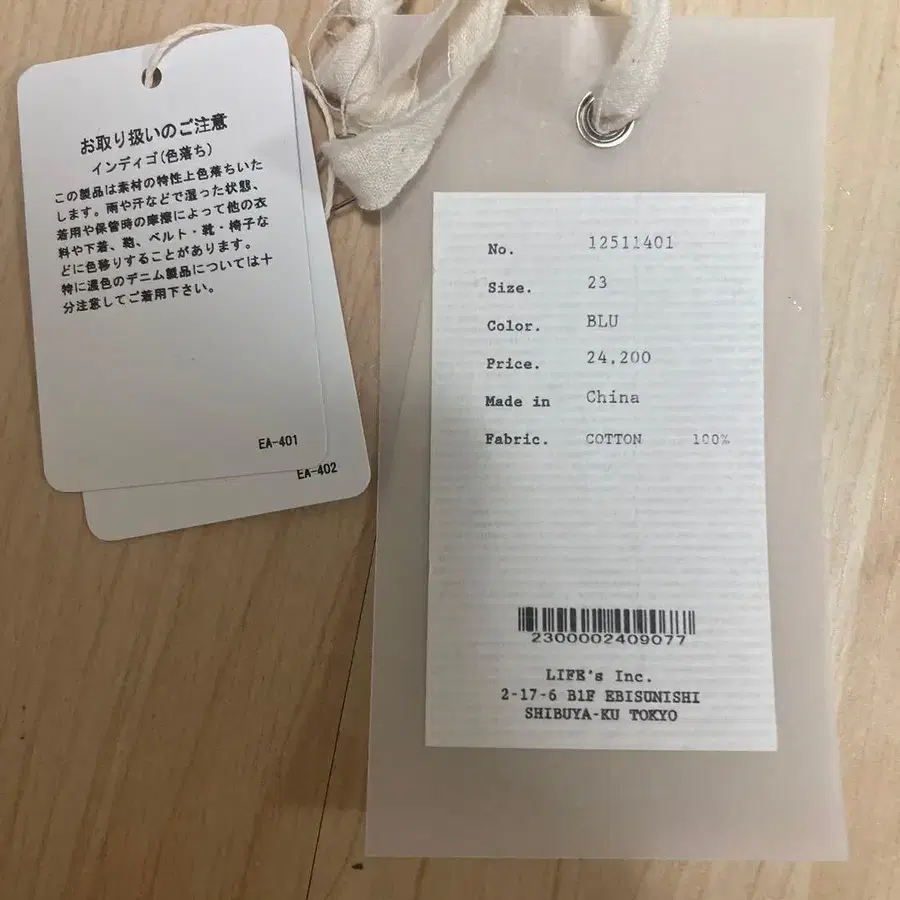 お取り扱いのご注意
インディゴ(色落ち)
この製品は素材の特性上色落ちいた
します。雨や汗などで湿った状態、
着用や保管時の摩擦によって他の衣
料や下着、鞄、ベルト・靴・椅子な
どに色移りすることがあります。
特に濃色のデニム製品については十
分注意してご着用下さい。
EA-401
EA-402
No. 12511401
Size. 23
Color. BLU
Price. 24,200
Made in China
Fabric. COTTON 100%
2300002409077
LIFE's Inc.
2-17-6 B1F EBISUNISHI
SHIBUYA-KU TOKYO